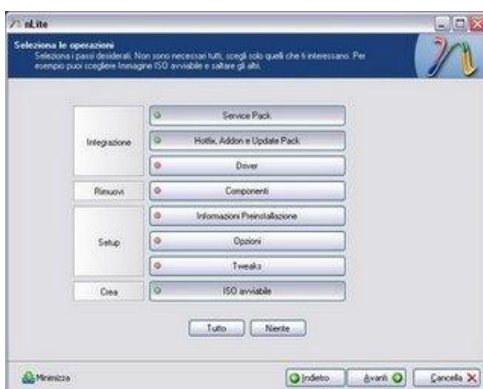 nLite
Seleziona le operazioni
Seleziona i passi desiderati. Non sono necessari tutti, scegli solo quelli che ti interessano. Per
esempio puoi scegliere Immagine ISO avviabile e saltare gli altri.
Integrazione
Service Pack
Hotfix, Addon e Update Pack
Driver
Rimuovi
Componenti
Setup
Informazioni Preinstallazione
Opzioni
Tweaks
Crea
ISO avviabile
Tutto
Niente
Minimizza
Indietro
Avanti
Cancella